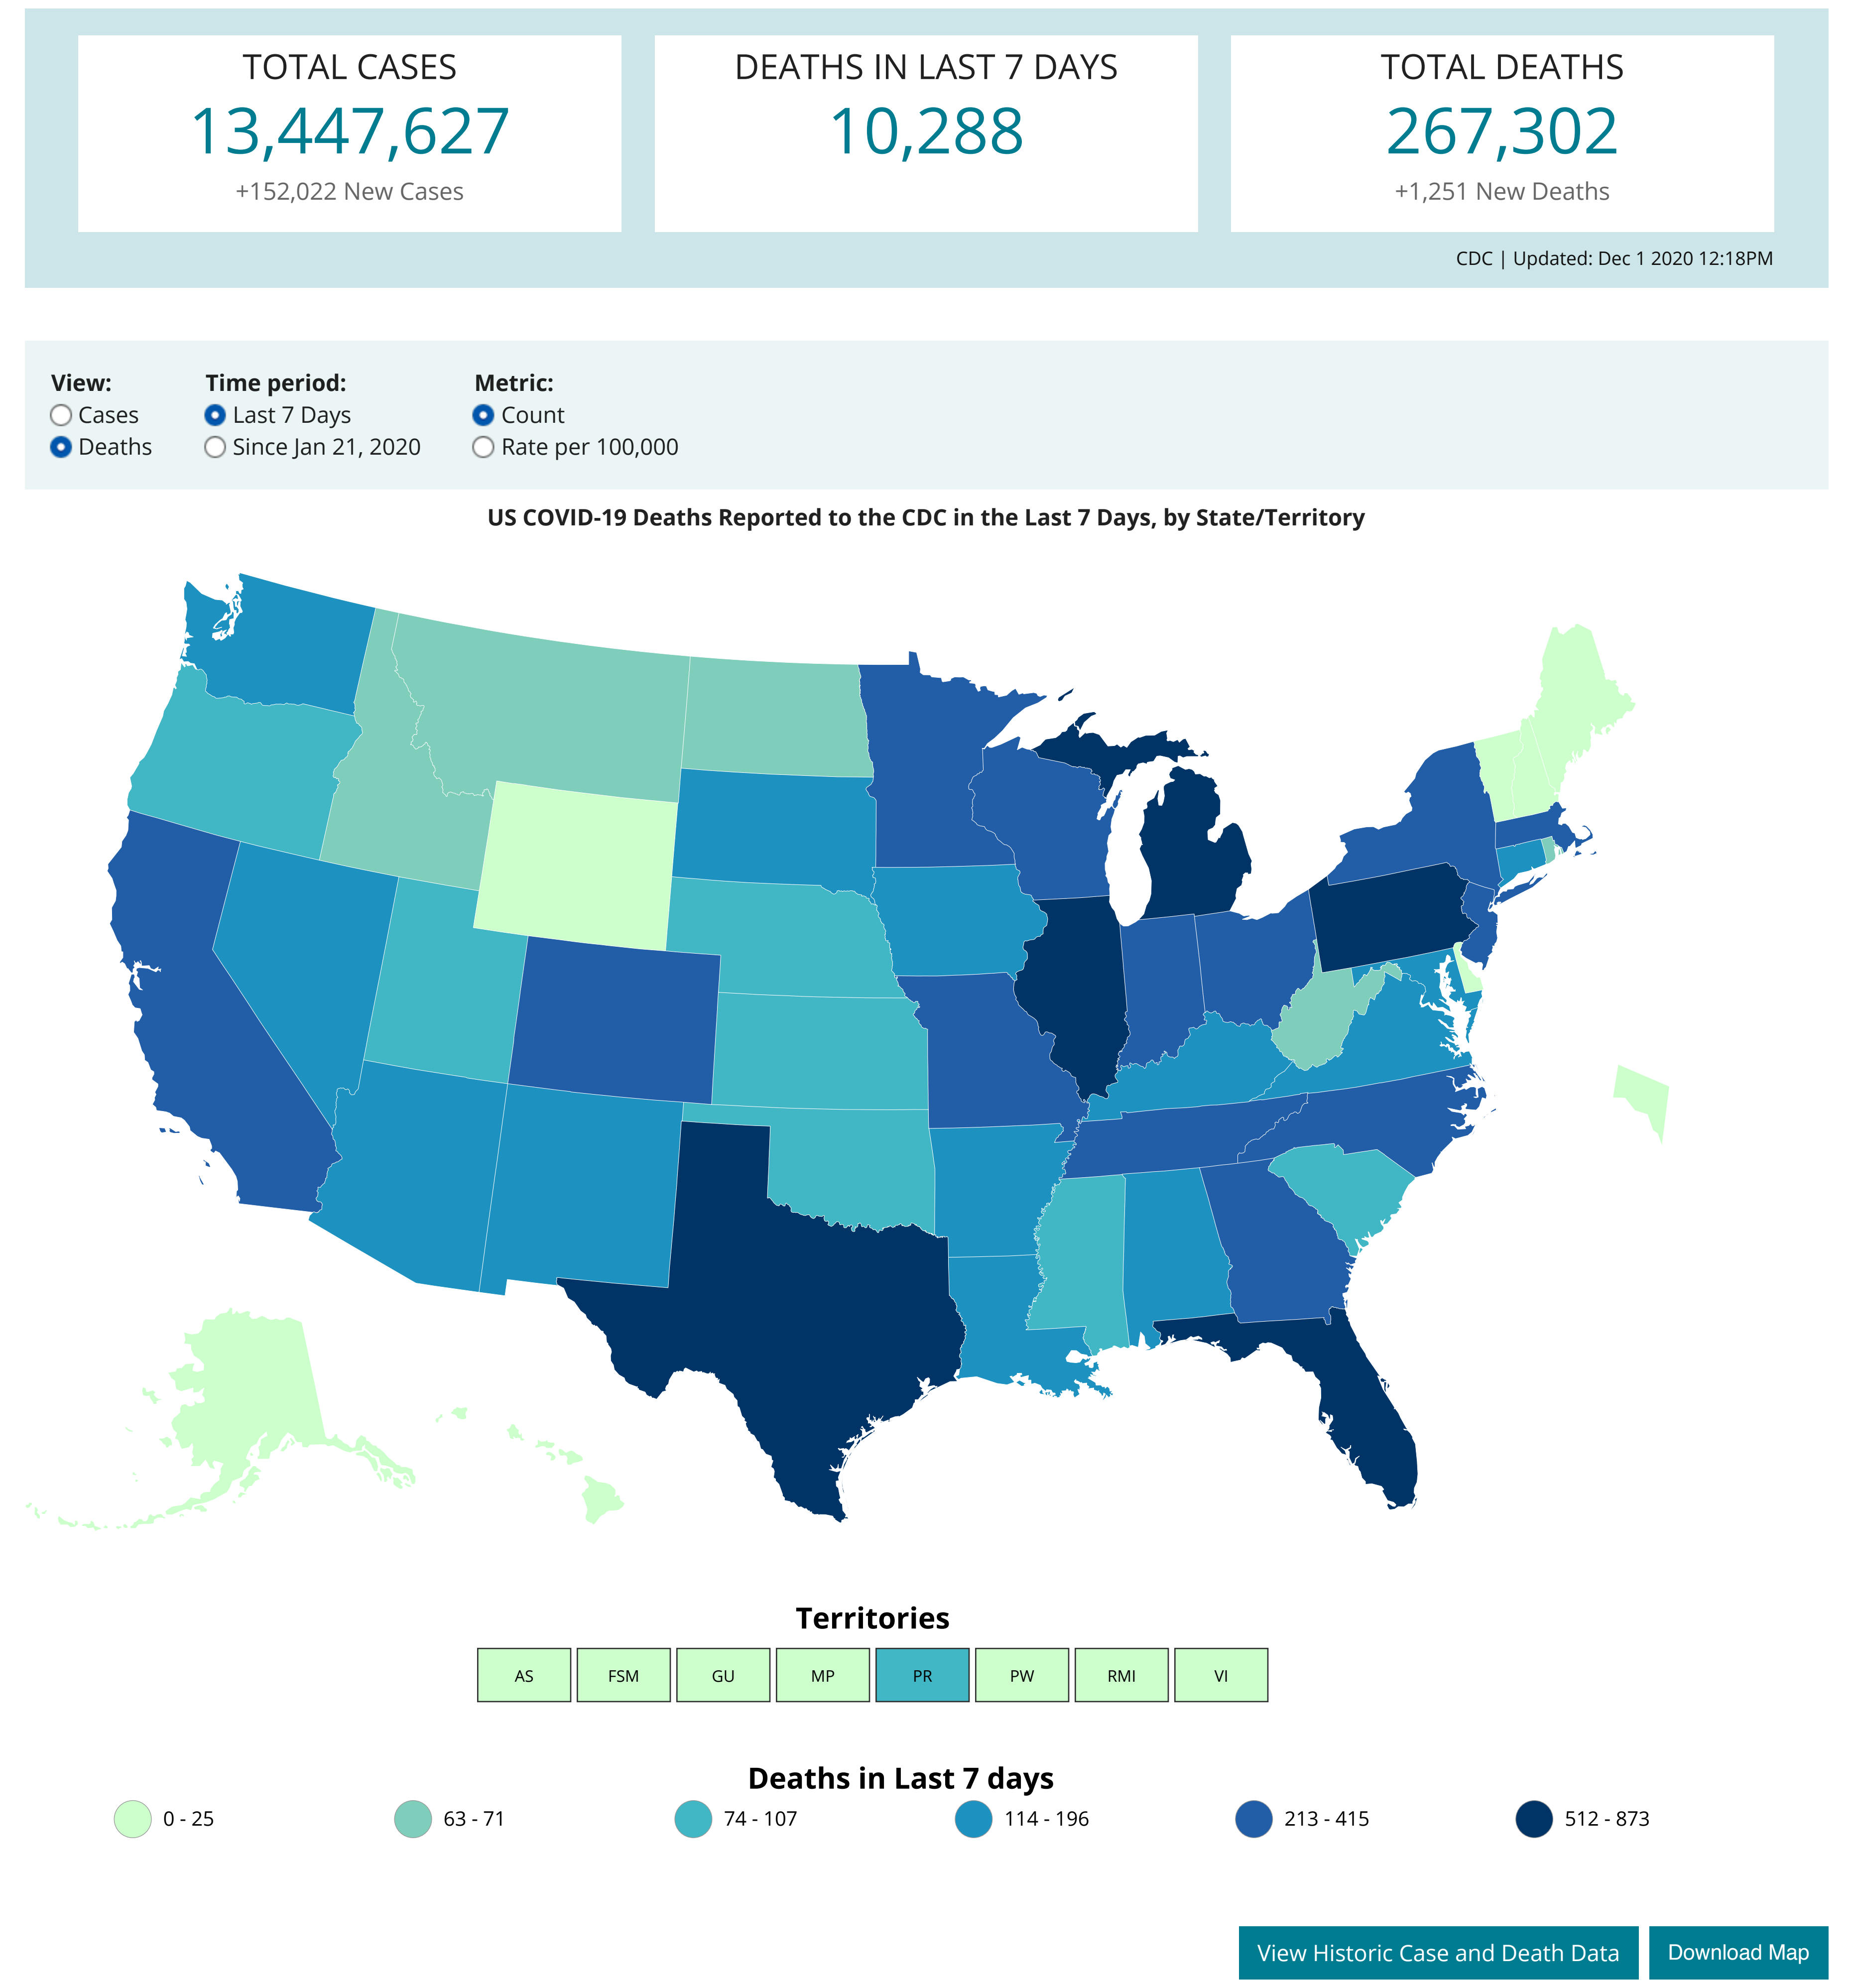 TOTAL CASES
13,447,627
+152,022 New Cases
DEATHS IN LAST 7 DAYS
10,288
TOTAL DEATHS
267,302
+1,251 New Deaths
CDC | Updated: Dec 1 2020 12:18PM
View:
Cases
Deaths
Time period:
Last 7 Days
Since Jan 21, 2020
Metric:
Count
Rate per 100,000
US COVID-19 Deaths Reported to the CDC in the Last 7 Days, by State/Territory
Territories
AS FSM GU MP PR PW RMI VI
Deaths in Last 7 days
0 - 25 63 - 71 74 - 107 114 - 196 213 - 415 512 - 873
View Historic Case and Death Data Download Map